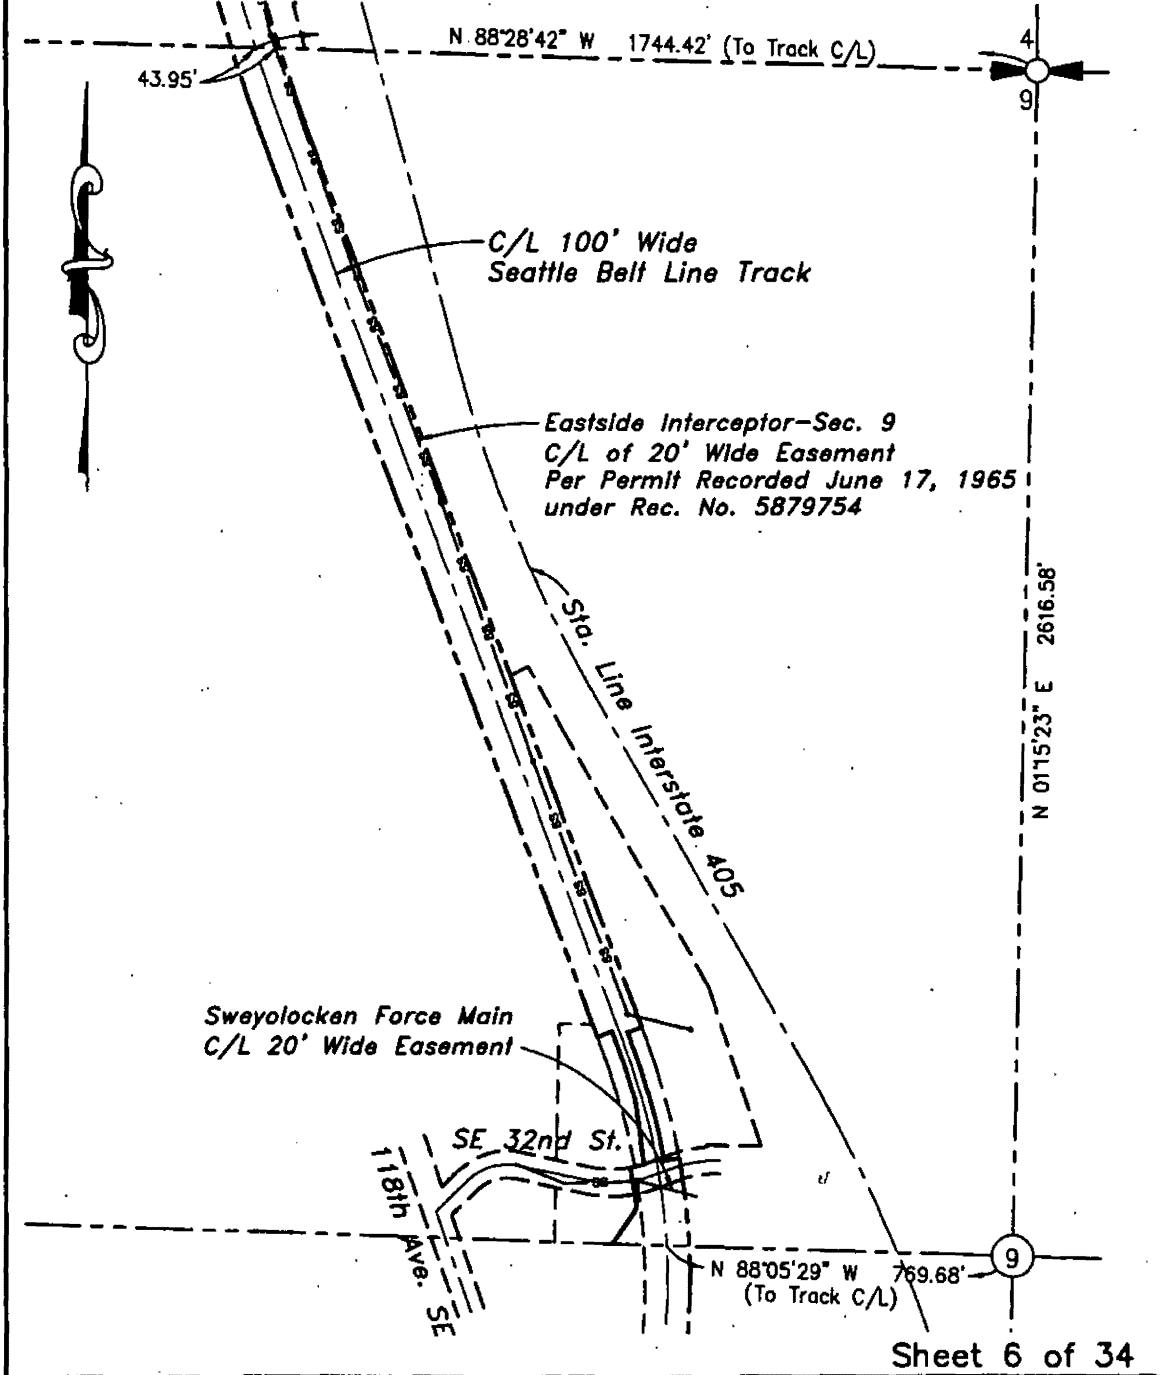 N 88°28'42" W 1744.42' (To Track C/L)
4
43.95'
9
C/L 100' Wide
Seattle Belt Line Track
Eastside Interceptor-Sec. 9
C/L of 20' Wide Easement
Per Permit Recorded June 17, 1965
under Rec. No. 5879754
N 01°15'23" E 2616.58'
Sta. Line Interstate 405
Sweyolocken Force Main
C/L 20' Wide Easement
SE 32nd St.
118th Ave. SE
9
N 88°05'29" W 769.68'
(To Track C/L)
Sheet 6 of 34